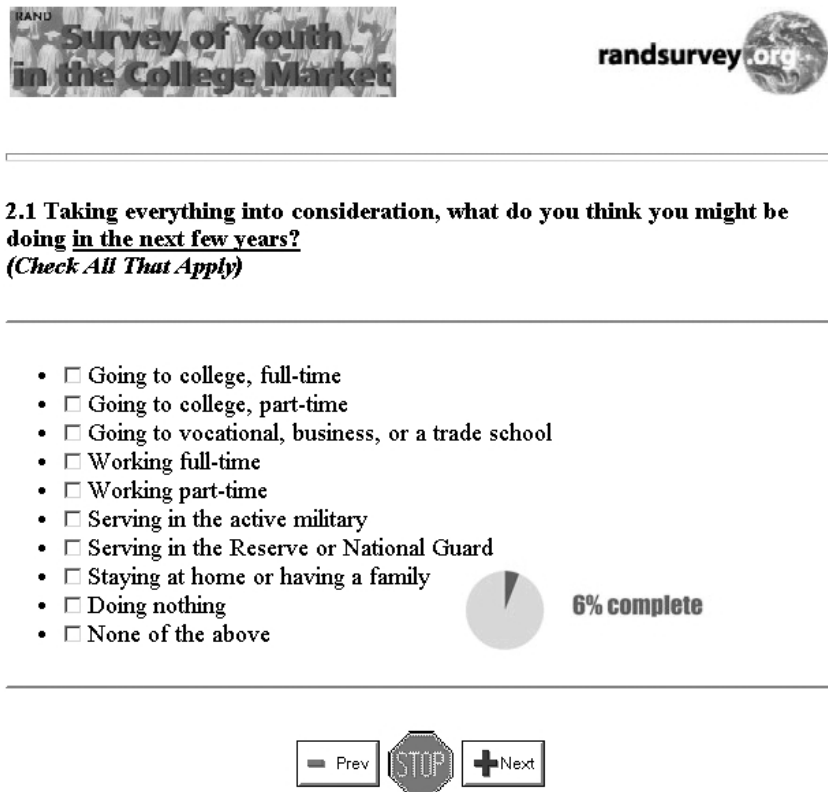 RAND
Survey of Youth
in the College Market
randsurvey.org
2.1 Taking everything into consideration, what do you think you might be
doing in the next few years?
(Check All That Apply)
• Going to college, full-time
• Going to college, part-time
• Going to vocational, business, or a trade school
• Working full-time
• Working part-time
• Serving in the active military
• Serving in the Reserve or National Guard
• Staying at home or having a family
• Doing nothing
• None of the above
6% complete
Prev
STOP
Next